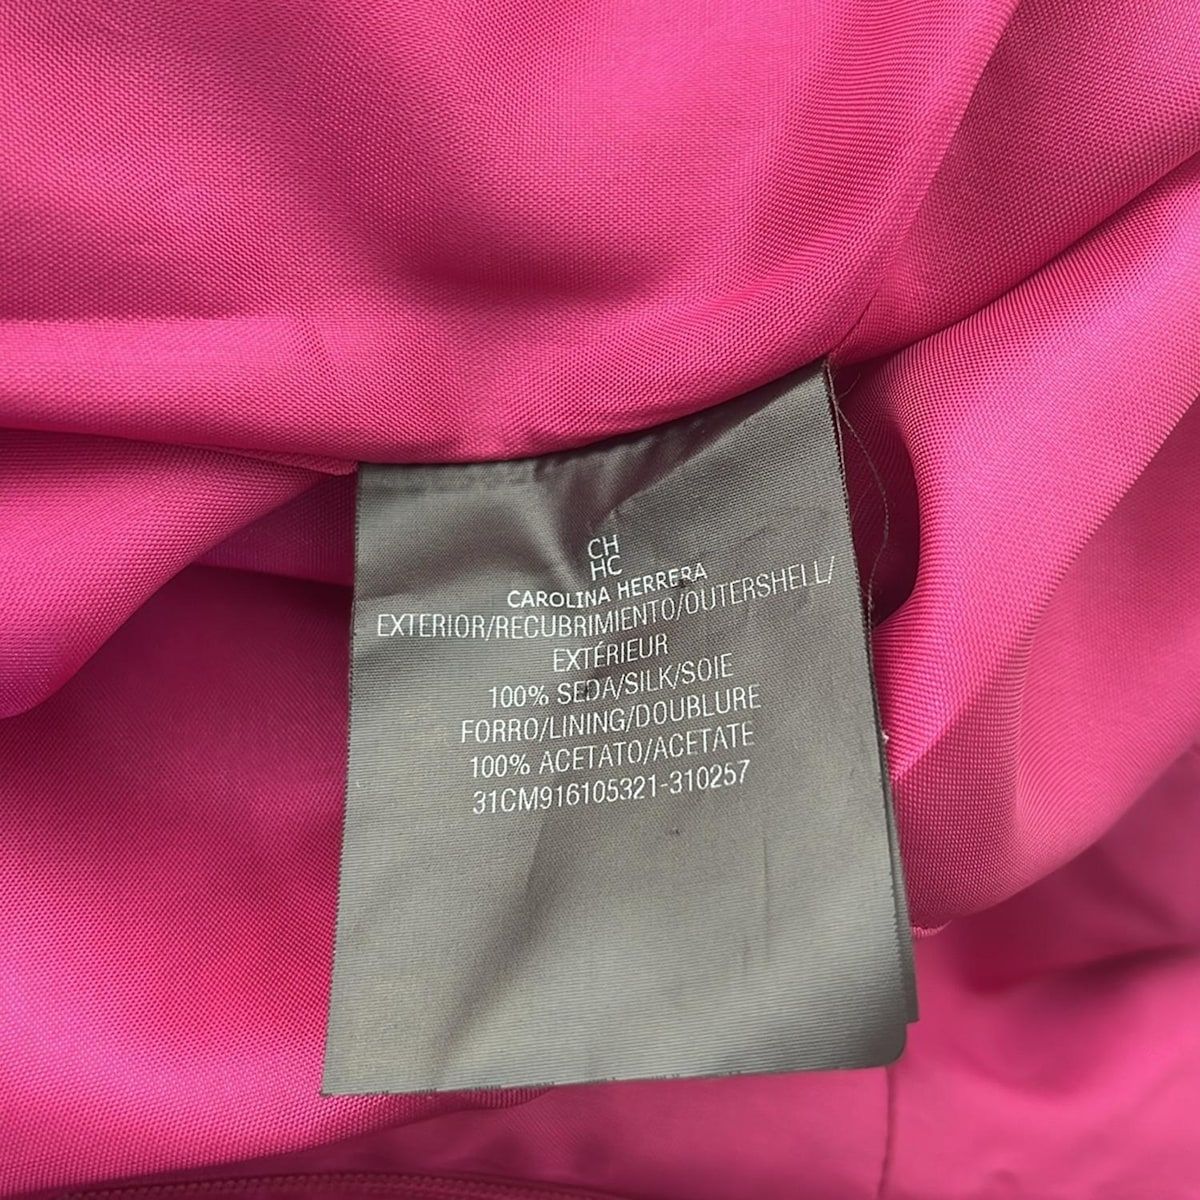 CH
HC
CAROLINA HERRERA
EXTERIOR/RECUBRIMIENTO/OUTERSHELL/
EXTÉRIEUR
100% SEDA/SILK/SOIE
FORRO/LINING/DOUBLURE
100% ACETATO/ACETATE
31CM916105321-310257